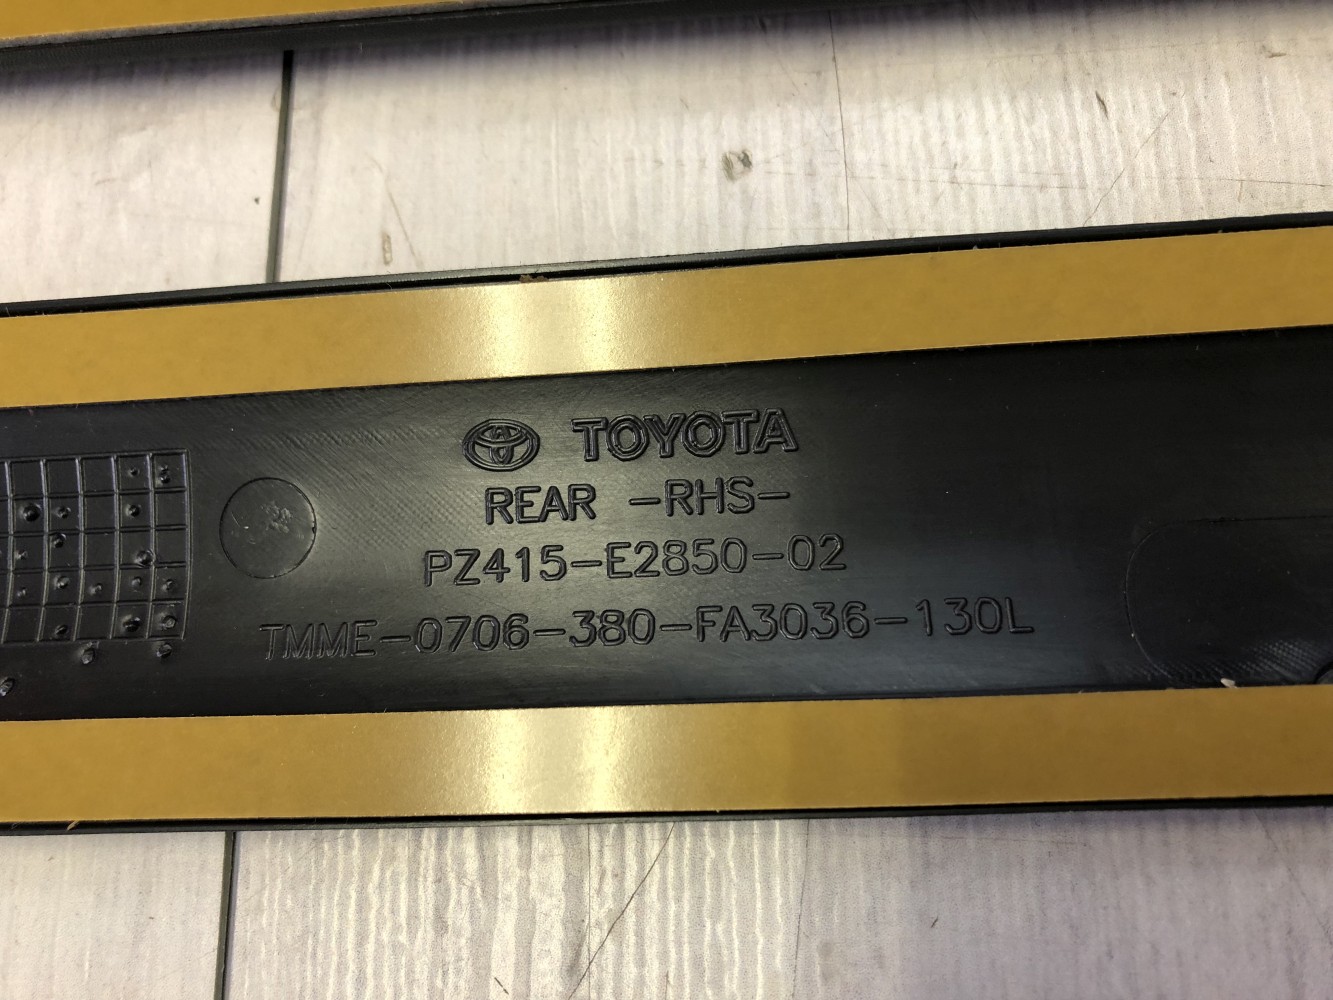 TOYOTA
REAR -RHS-
PZ415-E2850-02
TMME-0706-380-FA3036-130L